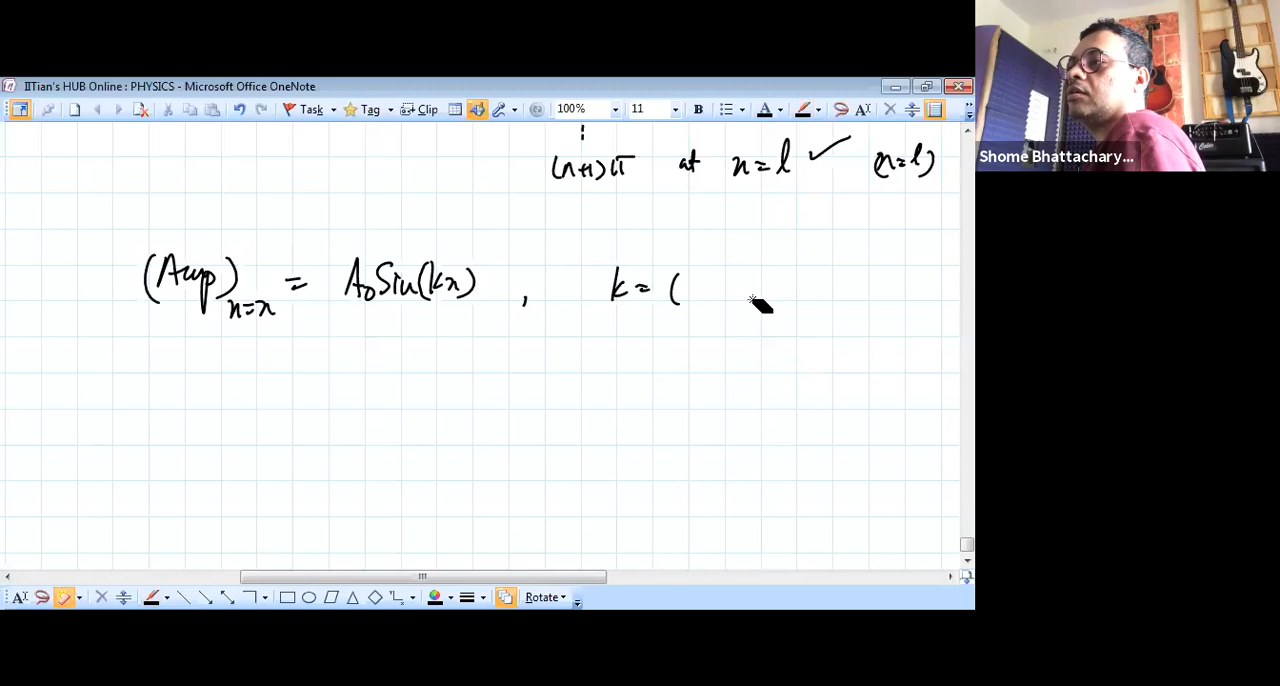 IITian's HUB Online : PHYSICS - Microsoft Office OneNote
Task Tag Clip 100% 11 B A
(n+1)π at x=l ✓ (x=l)
(Amp)x=x = A₀Sin(kx) , k = (
Rotate
Shome Bhattachary...